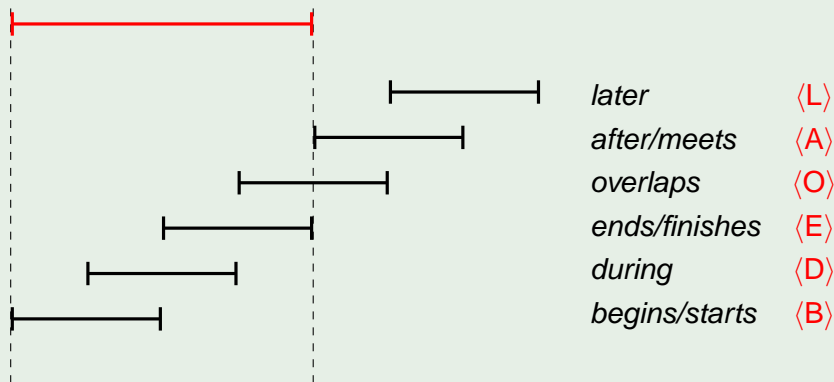 later ⟨L⟩
after/meets ⟨A⟩
overlaps ⟨O⟩
ends/finishes ⟨E⟩
during ⟨D⟩
begins/starts ⟨B⟩